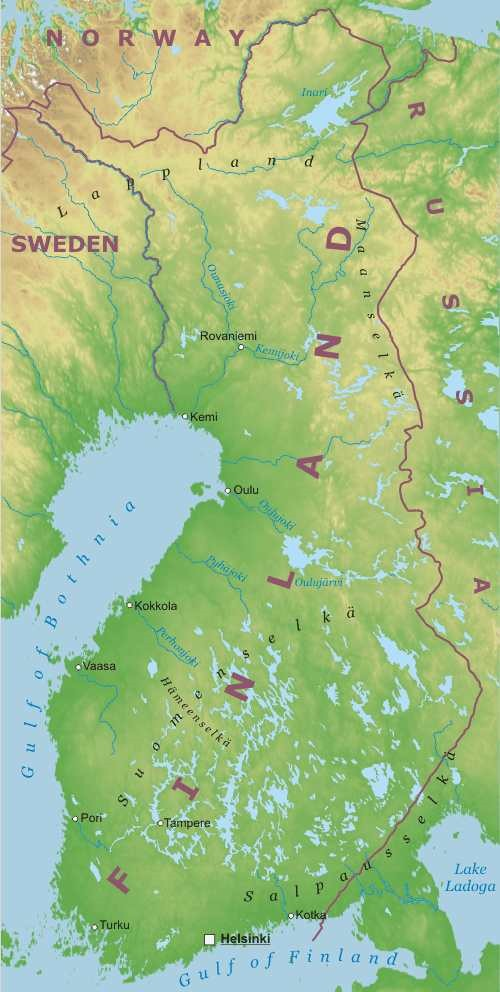 NORWAY
Inari
RUSSIA
Lappland
SWEDEN
Maanselkä
Ounasjoki
FINLAND
Rovaniemi
Kemijoki
Kemi
Oulu
Oulujoki
Gulf of Bothnia
Pyhäjoki
Oulujärvi
Kokkola
Suomenselkä
Perhonjoki
Vaasa
Hämeenselkä
Pori
Tampere
Salpausselkä
Lake
Ladoga
Kotka
Turku
Helsinki
Gulf of Finland